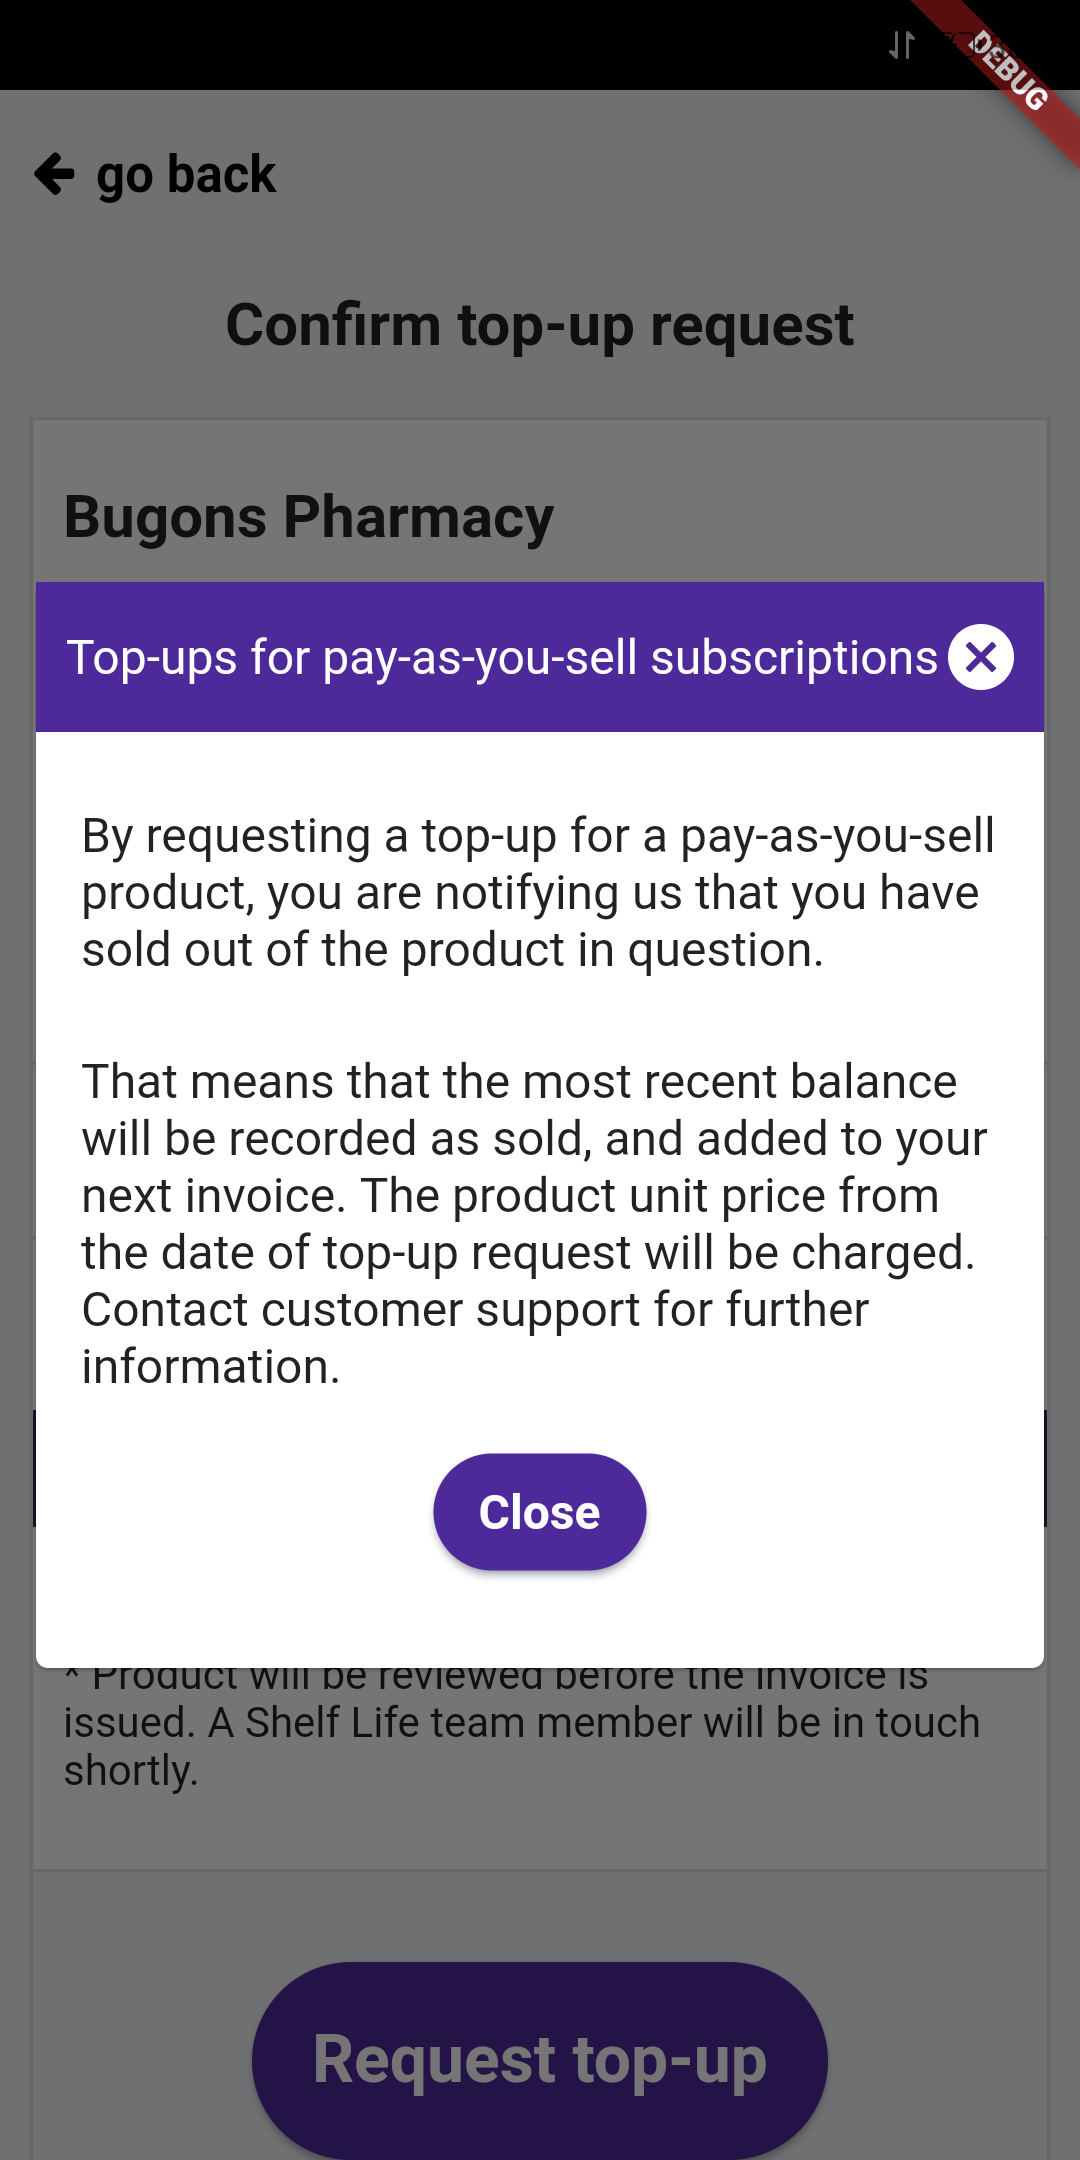 DEBUG
go back
Confirm top-up request
Bugons Pharmacy
Top-ups for pay-as-you-sell subscriptions
By requesting a top-up for a pay-as-you-sell
product, you are notifying us that you have
sold out of the product in question.
That means that the most recent balance
will be recorded as sold, and added to your
next invoice. The product unit price from
the date of top-up request will be charged.
Contact customer support for further
information.
Close
* Product will be reviewed before the invoice is
issued. A Shelf Life team member will be in touch
shortly.
Request top-up